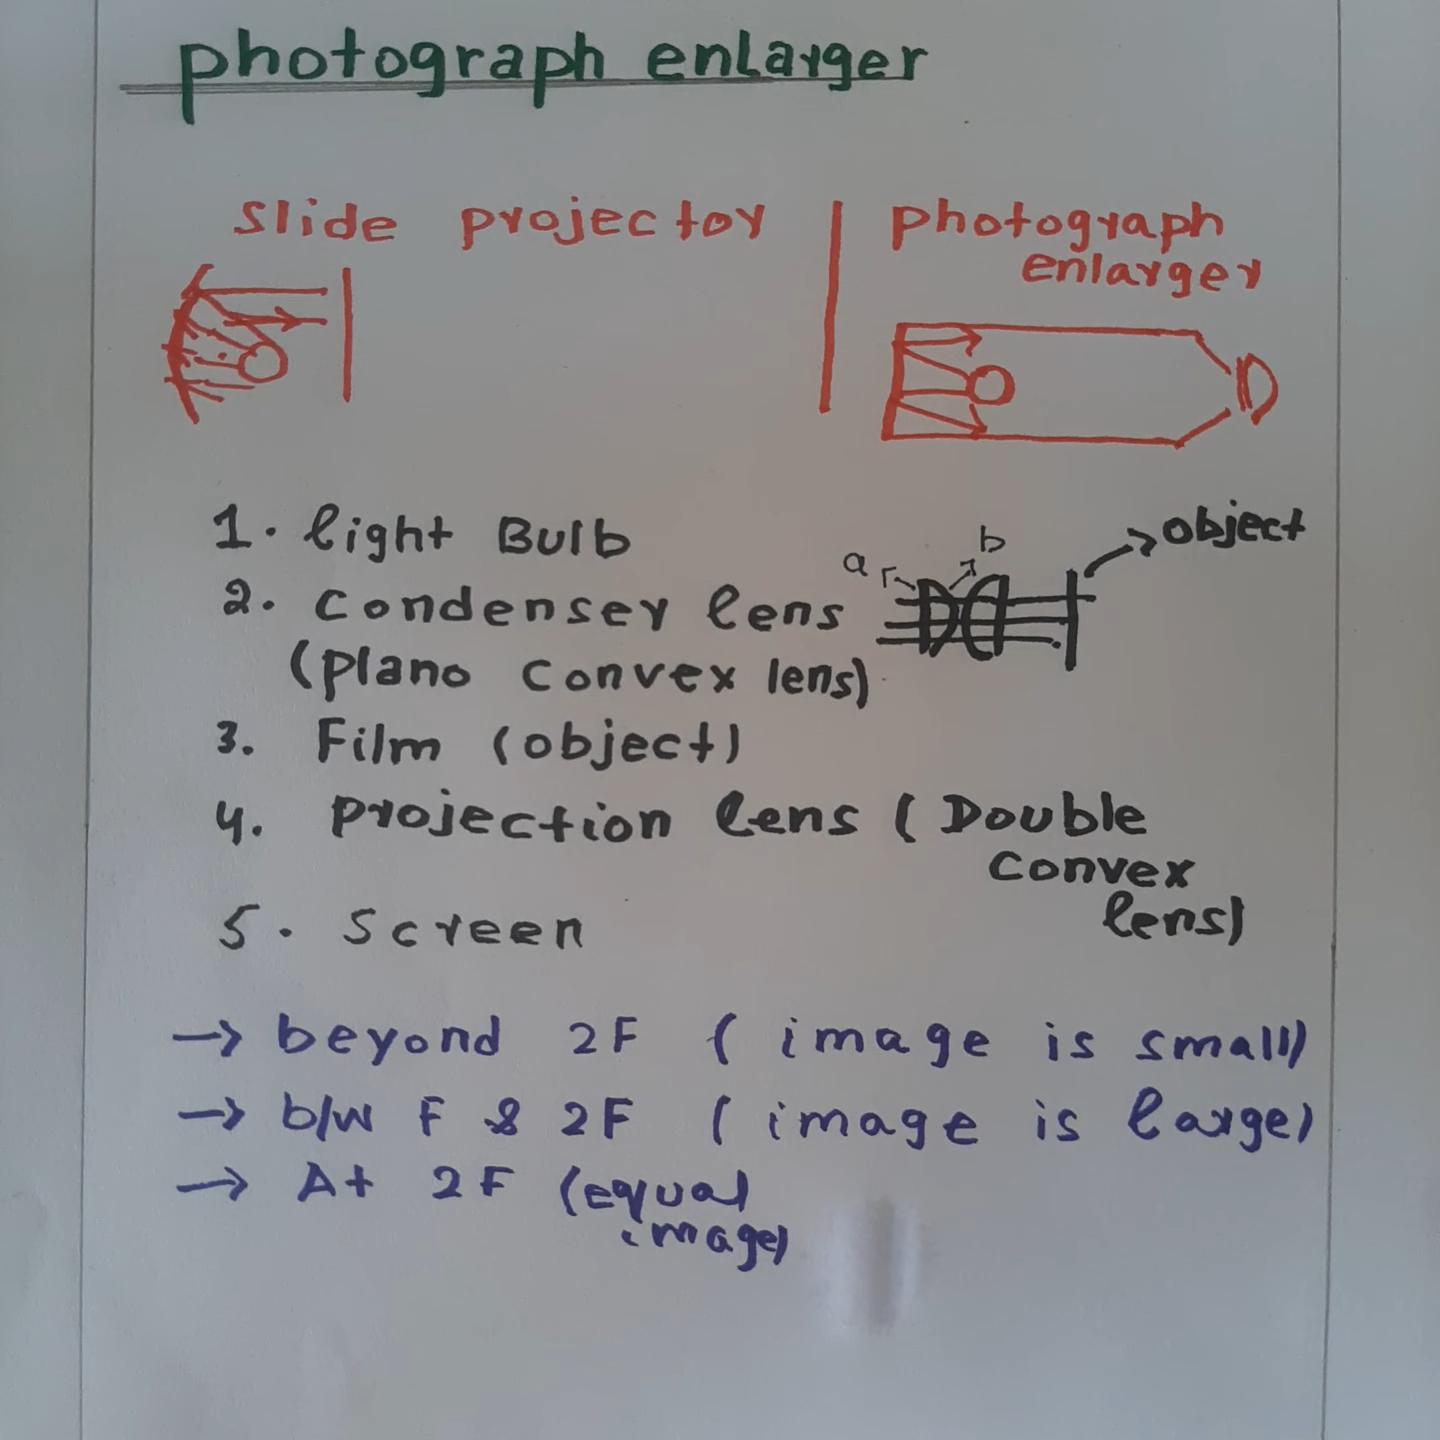 photograph enlarger
slide projector
photograph
enlarger
1. light Bulb
a
b
object
2. condenser lens
(plano convex lens)
3. Film (object)
4. projection lens (Double
convex
lens)
5. Screen
→ beyond 2F (image is small)
→ b/w F & 2F (image is large)
→ At 2F (equal
image)